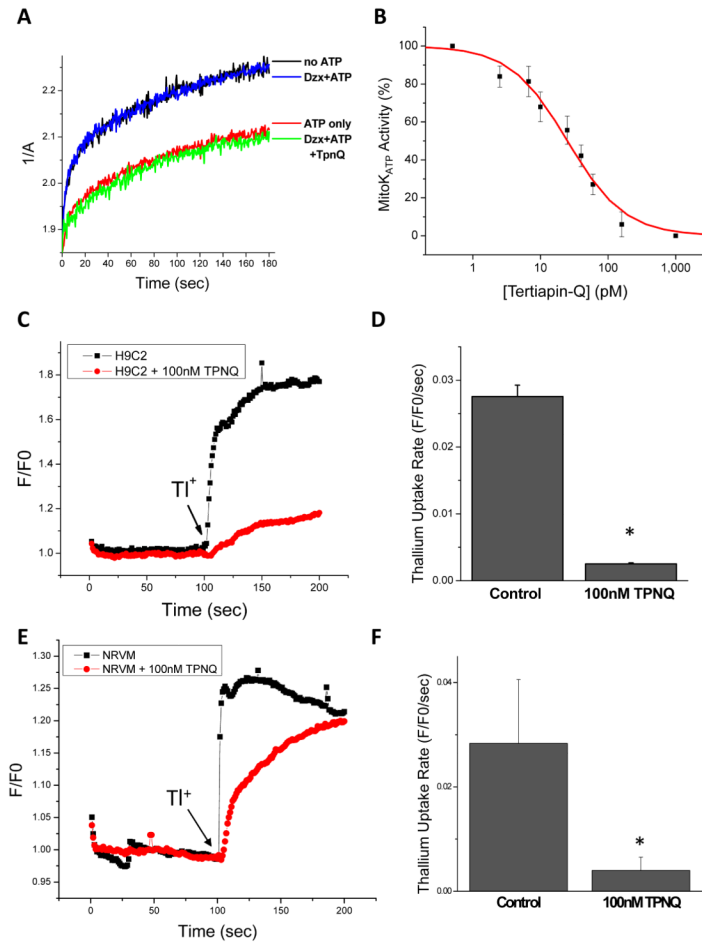 A
no ATP
Dzx+ATP
ATP only
Dzx+ATP
+TpnQ
1/A
2.2
2.1
2.0
1.9
0 20 40 60 80 100 120 140 160 180
Time (sec)
B
MitoK_ATP Activity (%)
100
80
60
40
20
0
1 10 100 1,000
[Tertiapin-Q] (pM)
C
H9C2
H9C2 + 100nM TPNQ
F/F0
1.8
1.6
1.4
1.2
1.0
Tl⁺
0 50 100 150 200
Time (sec)
D
Thallium Uptake Rate (F/F0/sec)
0.03
0.02
0.01
0.00
*
Control 100nM TPNQ
E
NRVM
NRVM + 100nM TPNQ
F/F0
1.30
1.25
1.20
1.15
1.10
1.05
1.00
0.95
Tl⁺
0 50 100 150 200
Time (sec)
F
Thallium Uptake Rate (F/F0/sec)
0.04
0.02
0.00
*
Control 100nM TPNQ